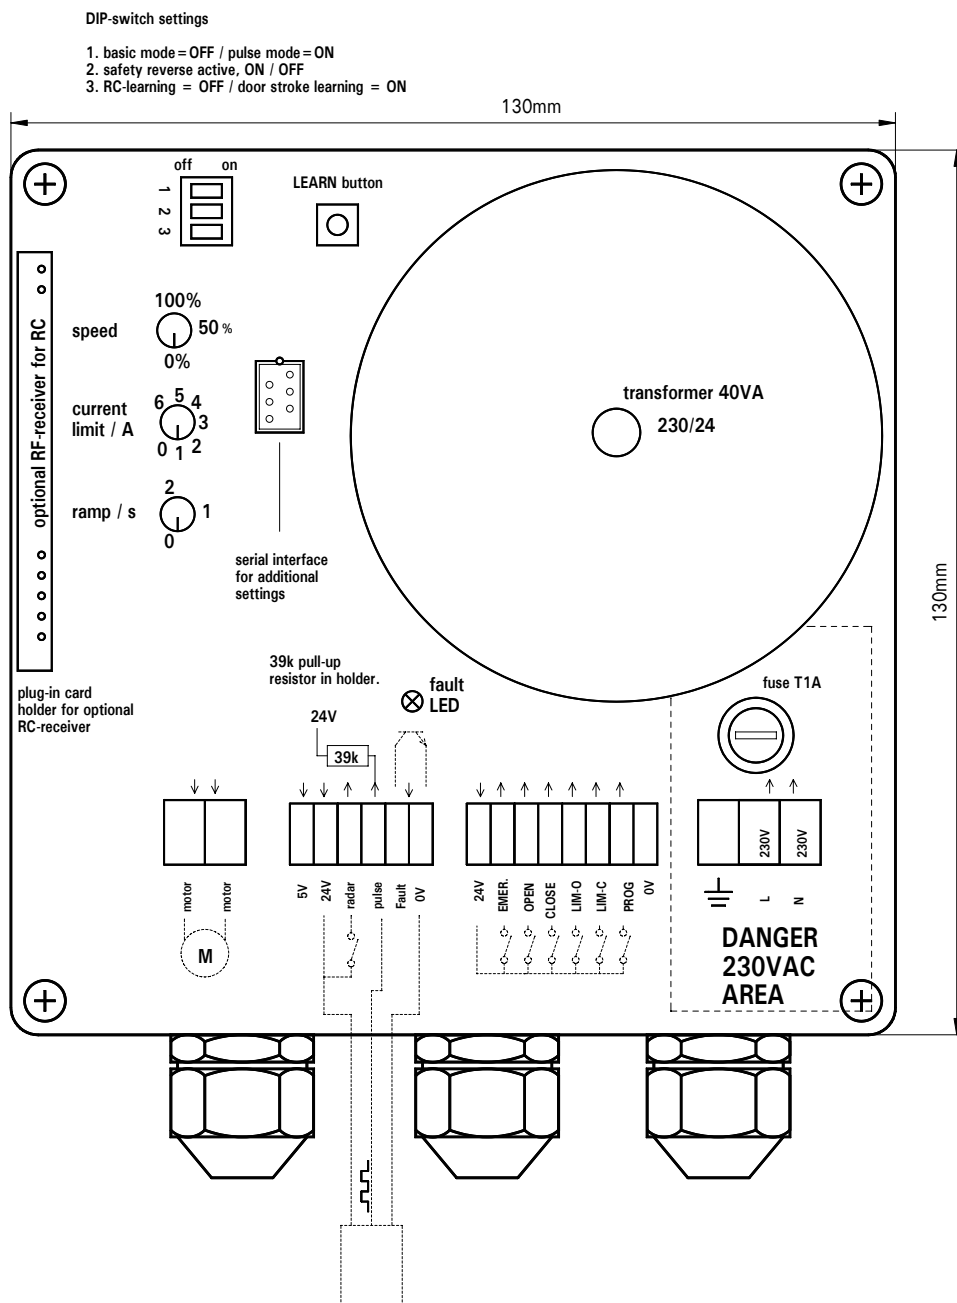 DIP-switch settings
1. basic mode = OFF / pulse mode = ON
2. safety reverse active, ON / OFF
3. RC-learning = OFF / door stroke learning = ON
130mm
off on
1
2
3
LEARN button
optional RF-receiver for RC
speed
100%
50 %
0%
current
limit / A
6 5 4
3
0 1 2
ramp / s
2
1
0
transformer 40VA
230/24
serial interface
for additional
settings
130mm
plug-in card
holder for optional
RC-receiver
39k pull-up
resistor in holder.
24V
39k
fault
LED
fuse T1A
230V
230V
motor
motor
M
5V
24V
radar
pulse
Fault
0V
24V
EMER.
OPEN
CLOSE
LIM-O
LIM-C
PROG
0V
L
N
DANGER
230VAC
AREA